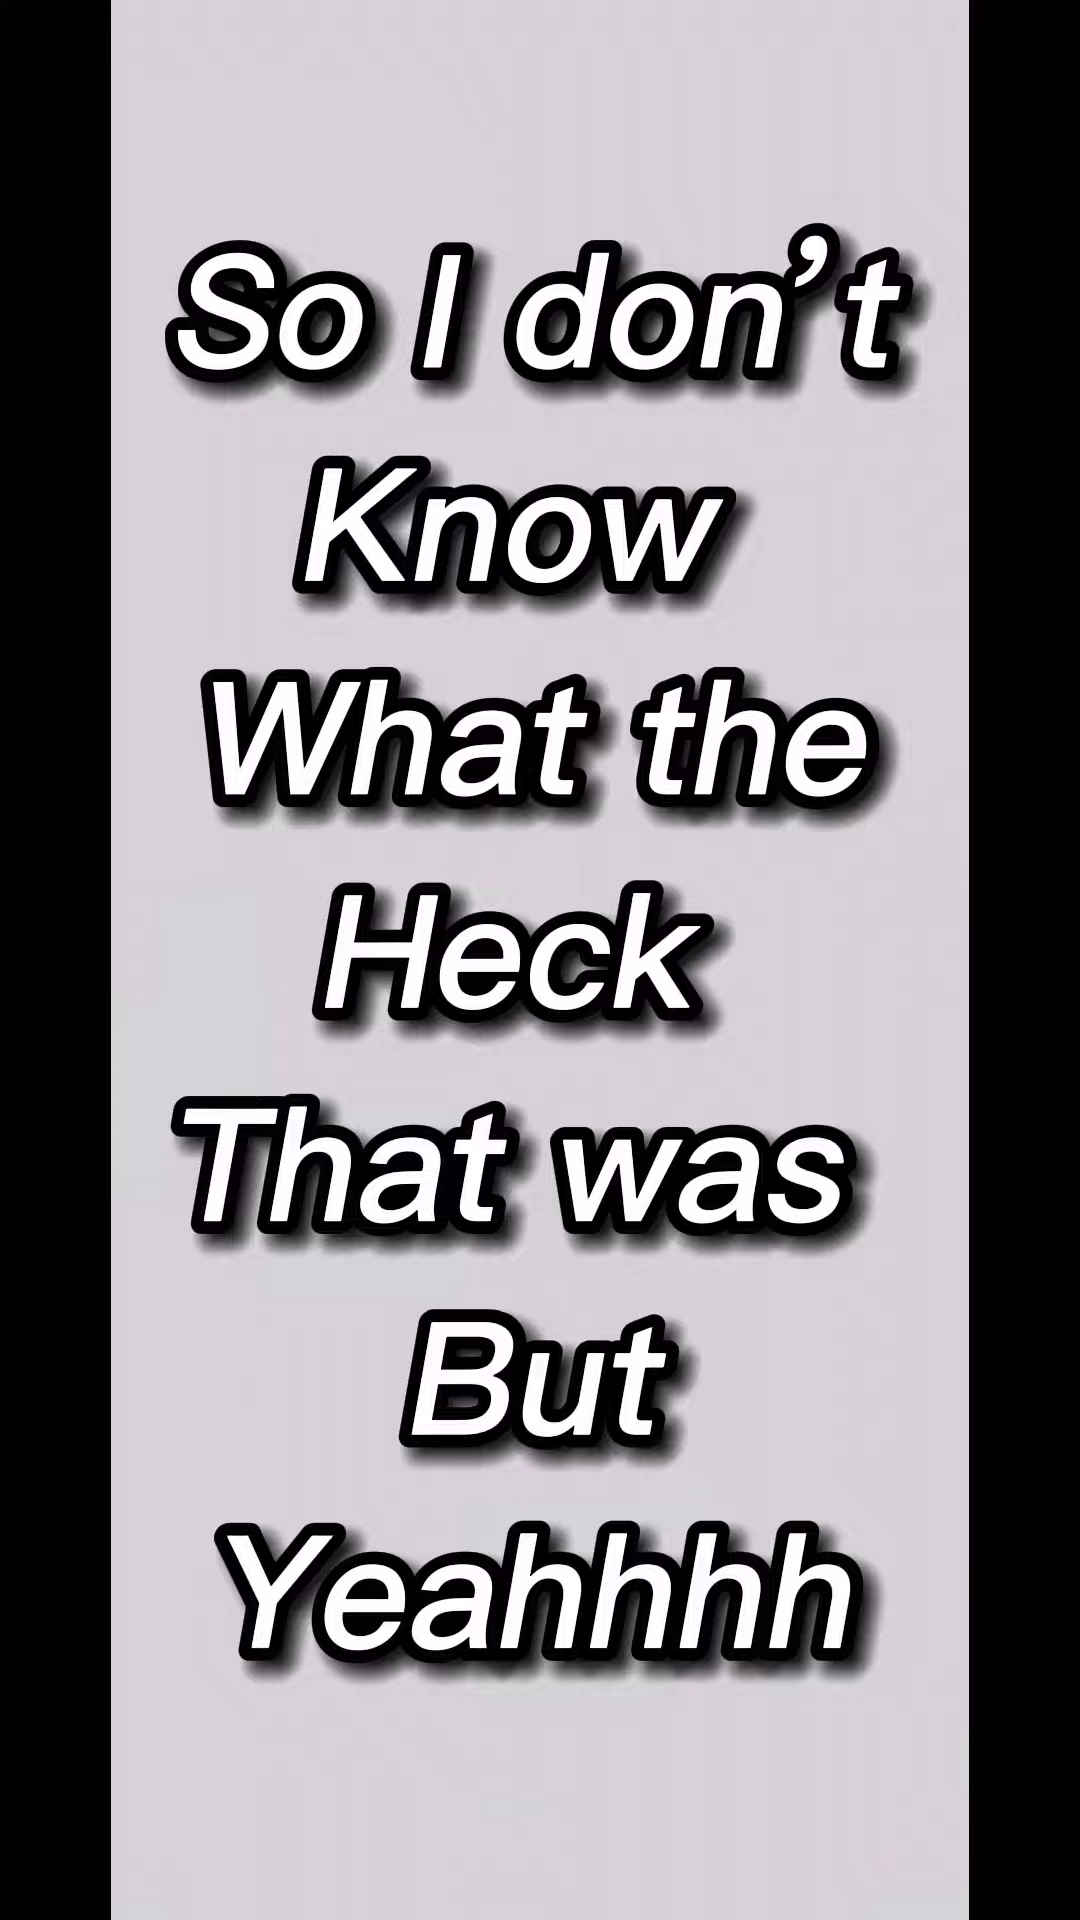 So I don’t
Know
What the
Heck
That was
But
Yeahhhh